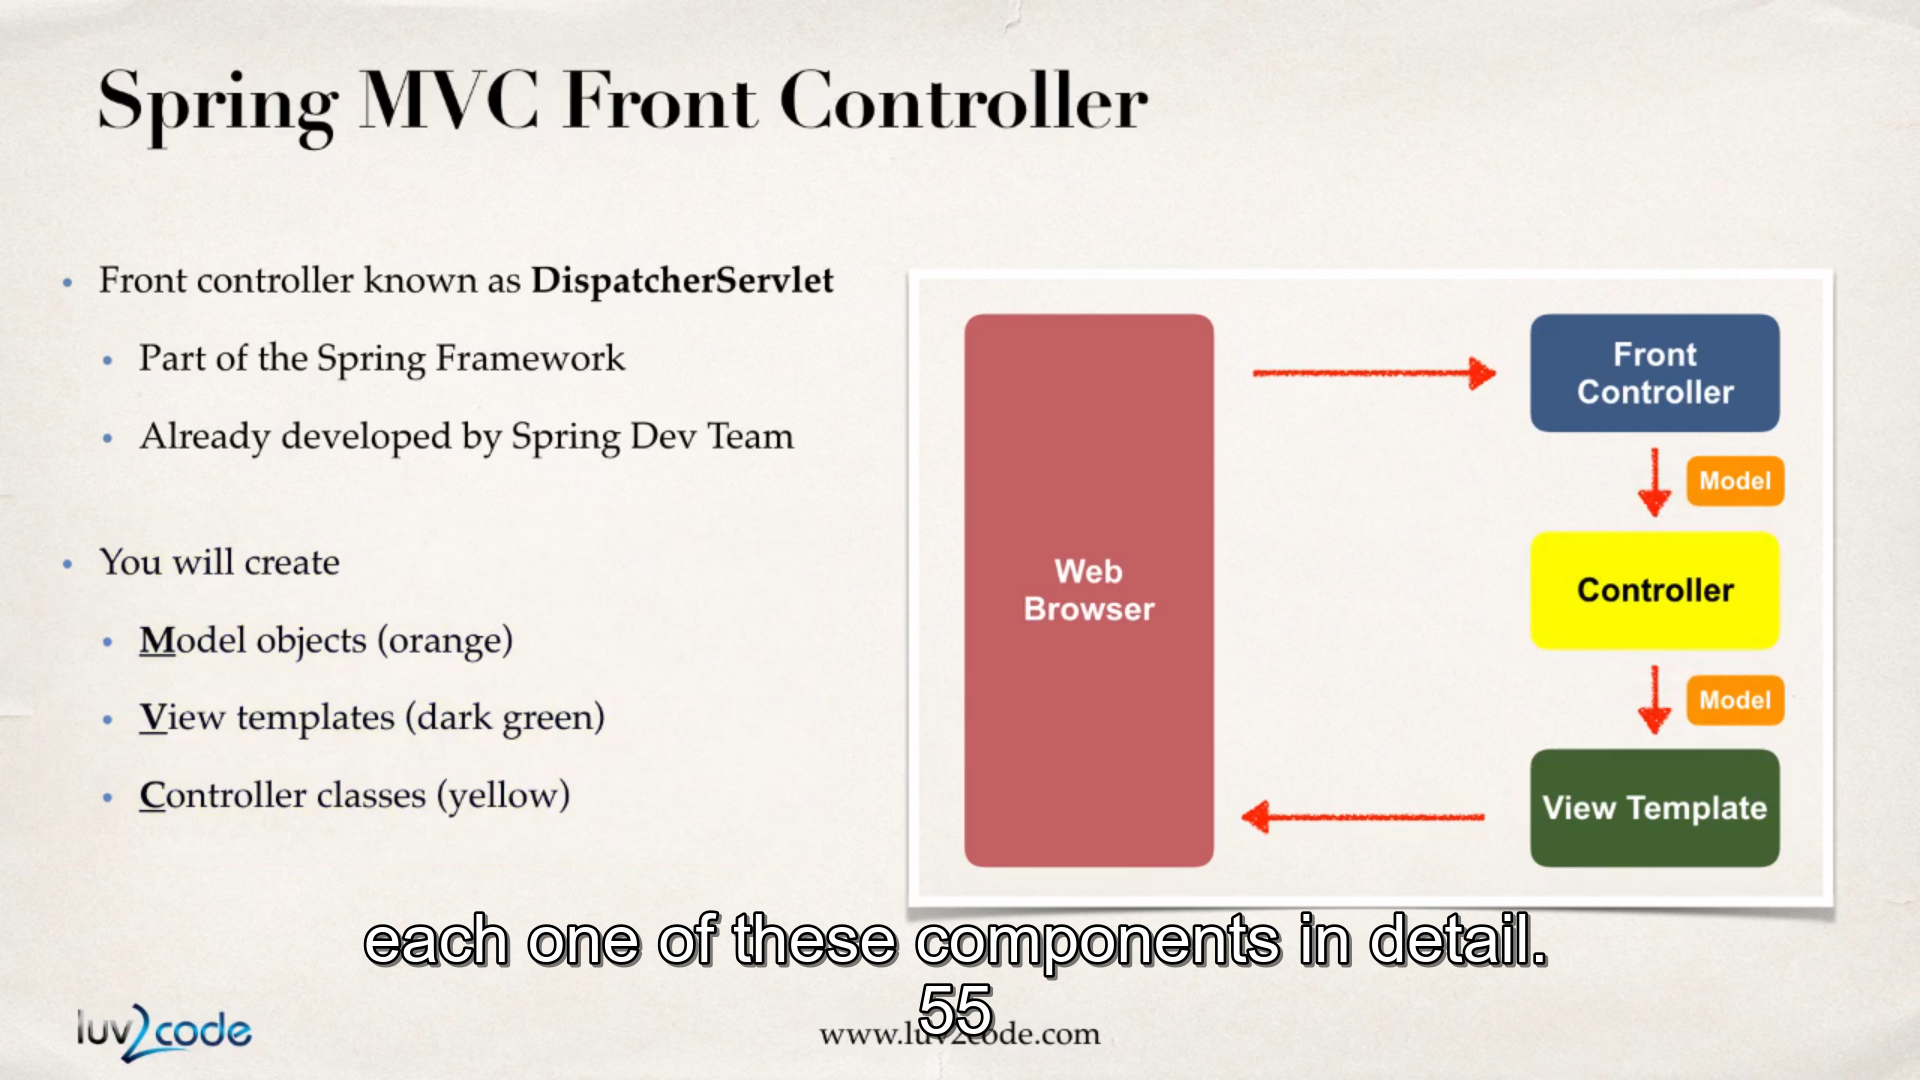 Spring MVC Front Controller
• Front controller known as DispatcherServlet
• Part of the Spring Framework
• Already developed by Spring Dev Team
• You will create
• Model objects (orange)
• View templates (dark green)
• Controller classes (yellow)
Web
Browser
Front
Controller
Model
Controller
Model
View Template
each one of these components in detail.
55
luv2code
www.luv2code.com